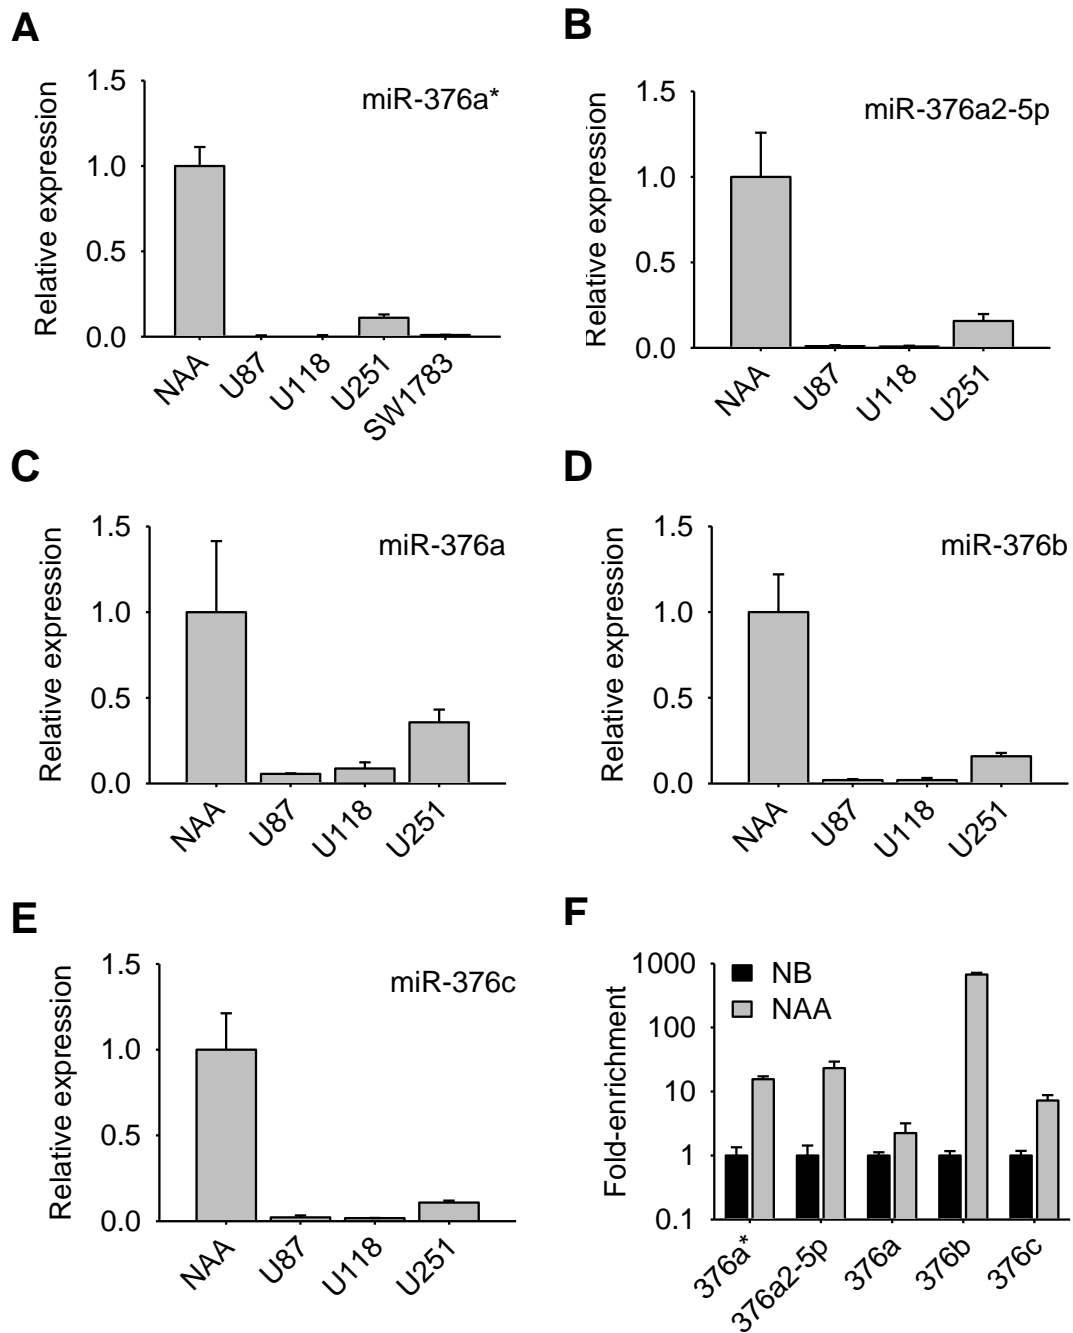 A
miR-376a*
Relative expression
1.5
1.0
0.5
0.0
NAA
U87
U118
U251
SW1783
B
miR-376a2-5p
Relative expression
1.5
1.0
0.5
0.0
NAA
U87
U118
U251
C
miR-376a
Relative expression
1.5
1.0
0.5
0.0
NAA
U87
U118
U251
D
miR-376b
Relative expression
1.5
1.0
0.5
0.0
NAA
U87
U118
U251
E
miR-376c
Relative expression
1.5
1.0
0.5
0.0
NAA
U87
U118
U251
F
NB
NAA
Fold-enrichment
1000
100
10
1
0.1
376a*
376a2-5p
376a
376b
376c